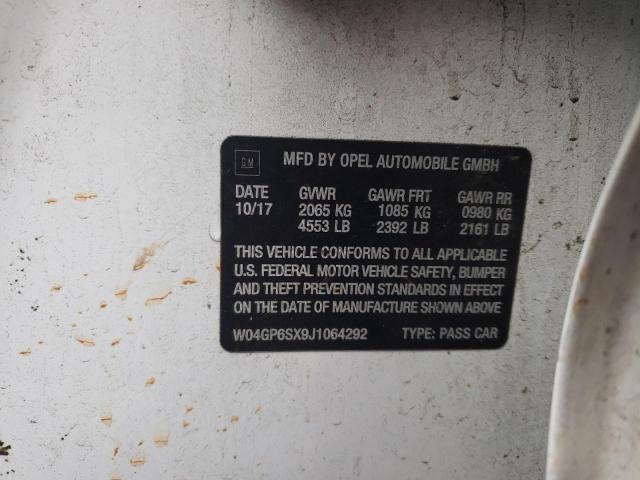 GM MFD BY OPEL AUTOMOBILE GMBH
DATE GVWR GAWR FRT GAWR RR
10/17 2065 KG 1085 KG 0980 KG
4553 LB 2392 LB 2161 LB
THIS VEHICLE CONFORMS TO ALL APPLICABLE
U.S. FEDERAL MOTOR VEHICLE SAFETY, BUMPER
AND THEFT PREVENTION STANDARDS IN EFFECT
ON THE DATE OF MANUFACTURE SHOWN ABOVE
W04GP6SX9J1064292 TYPE: PASS CAR